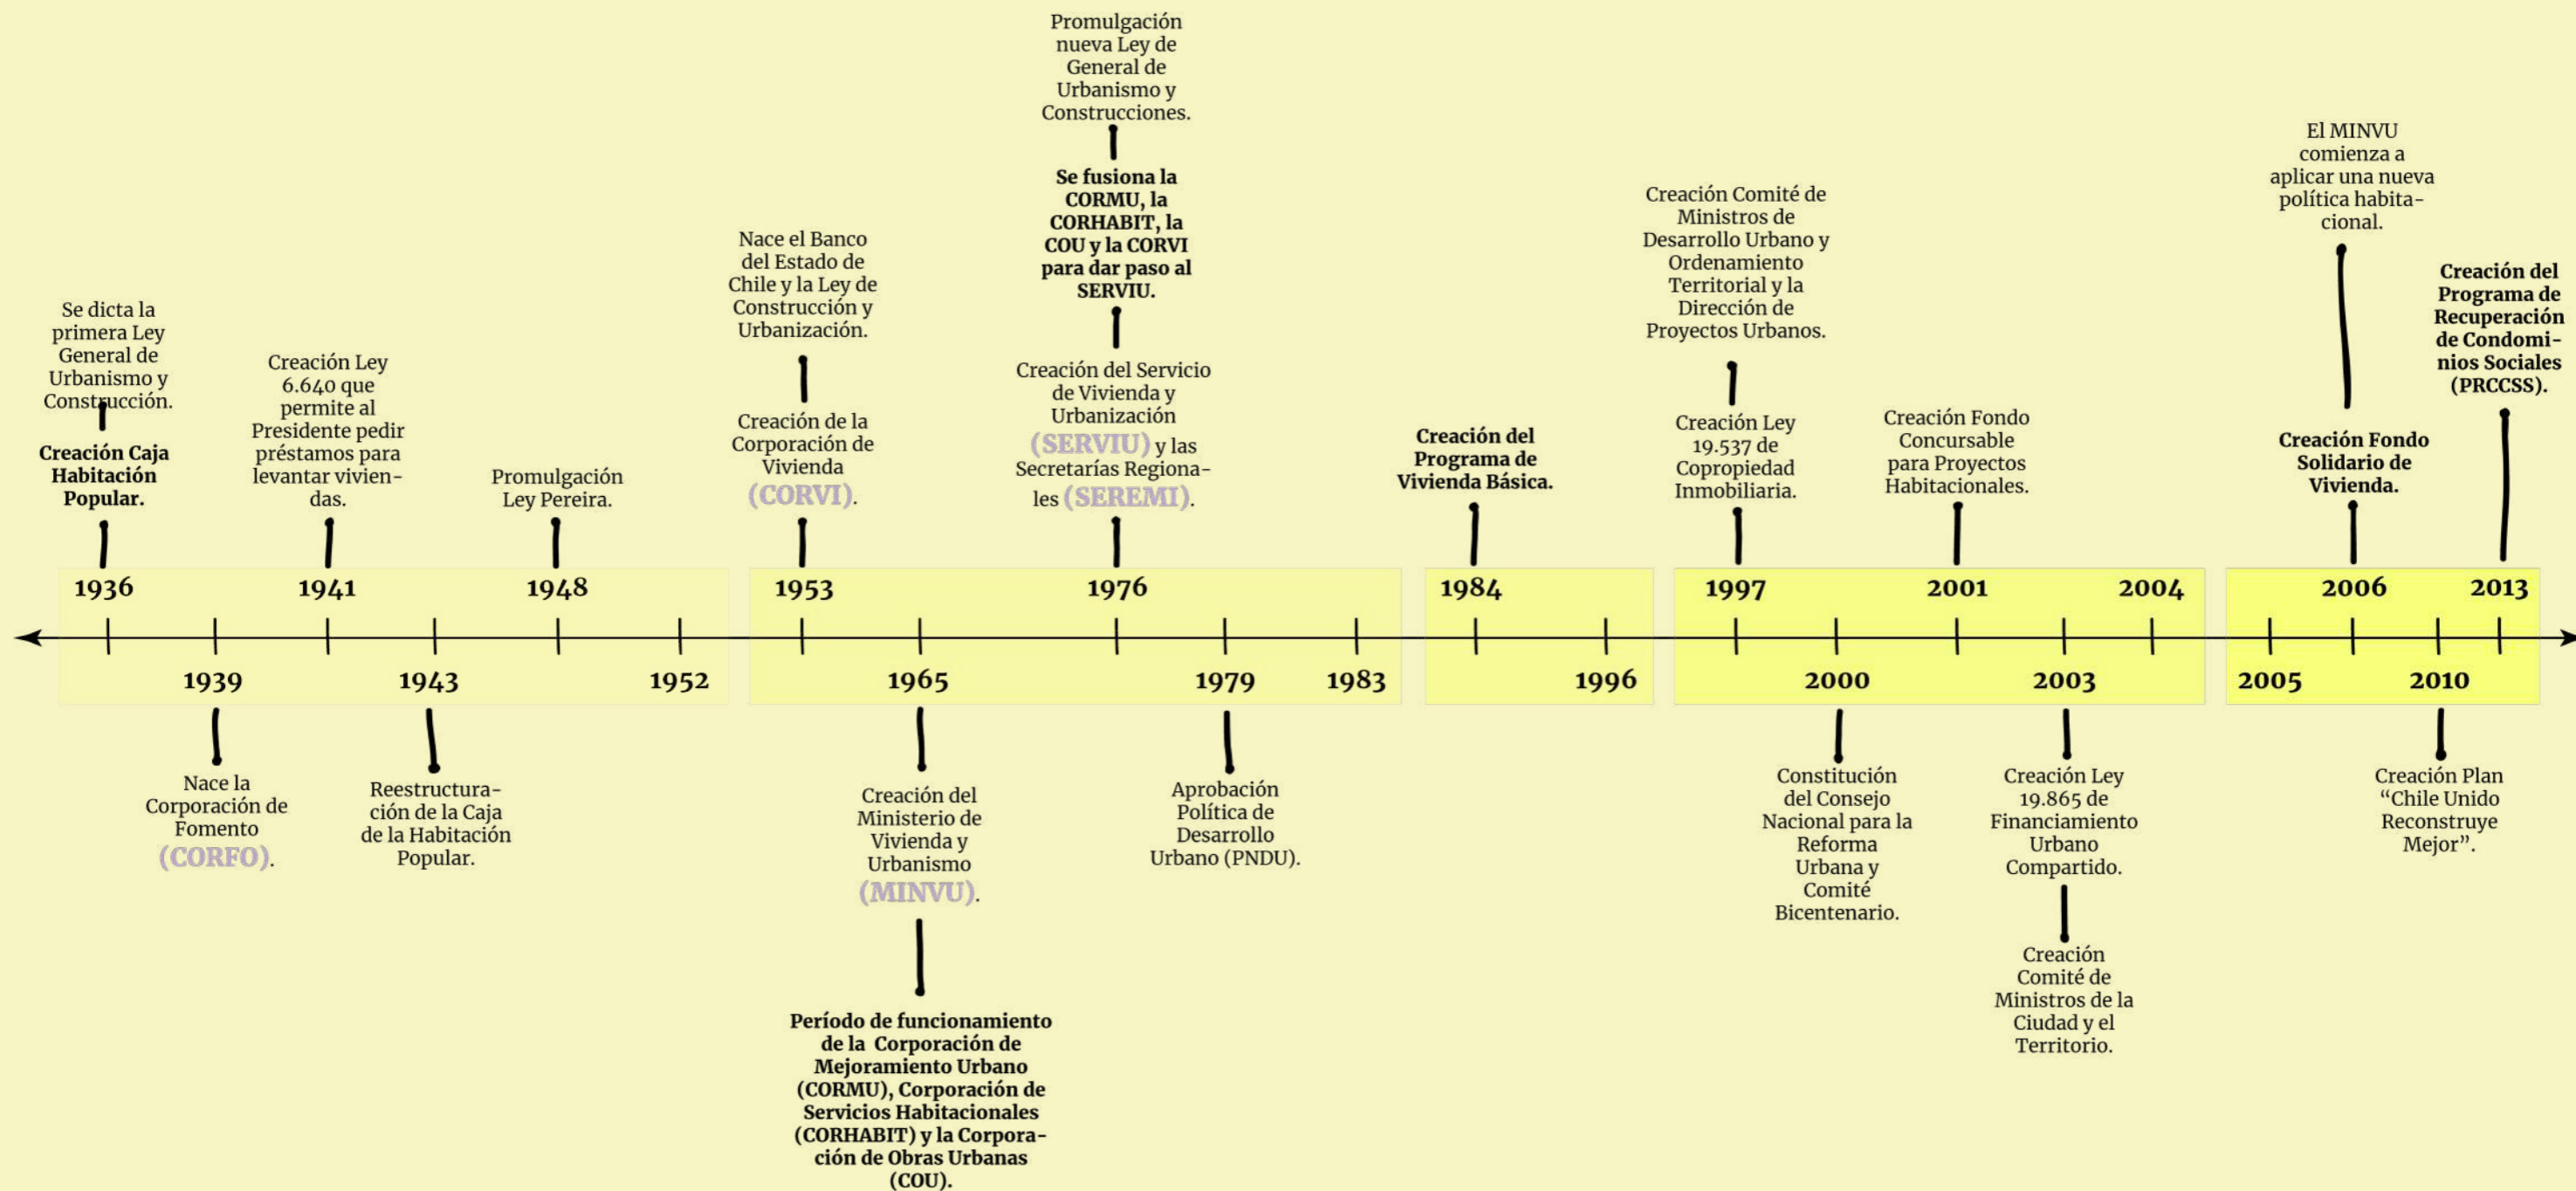 Promulgación
nueva Ley de
General de
Urbanismo y
Construcciones.
Se fusiona la
CORMU, la
CORHABIT, la
COU y la CORVI
para dar paso al
SERVIU.
Creación del Servicio
de Vivienda y
Urbanización
(SERVIU) y las
Secretarías Regiona-
les (SEREMI).
Se dicta la
primera Ley
General de
Urbanismo y
Construcción.
Creación Caja
Habitación
Popular.
Creación Ley
6.640 que
permite al
Presidente pedir
préstamos para
levantar vivien-
das.
Promulgación
Ley Pereira.
Nace el Banco
del Estado de
Chile y la Ley de
Construcción y
Urbanización.
Creación de la
Corporación de
Vivienda
(CORVI).
Creación del
Programa de
Vivienda Básica.
Creación Comité de
Ministros de
Desarrollo Urbano y
Ordenamiento
Territorial y la
Dirección de
Proyectos Urbanos.
Creación Ley
19.537 de
Copropiedad
Inmobiliaria.
Creación Fondo
Concursable
para Proyectos
Habitacionales.
El MINVU
comienza a
aplicar una nueva
política habita-
cional.
Creación Fondo
Solidario de
Vivienda.
Creación del
Programa de
Recuperación
de Condomi-
nios Sociales
(PRCCSS).
1936 1941 1948 1953 1976 1984 1997 2001 2004 2006 2013
1939 1943 1952 1965 1979 1983 1996 2000 2003 2005 2010
Nace la
Corporación de
Fomento
(CORFO).
Reestructura-
ción de la Caja
de la Habitación
Popular.
Creación del
Ministerio de
Vivienda y
Urbanismo
(MINVU).
Período de funcionamiento
de la Corporación de
Mejoramiento Urbano
(CORMU), Corporación de
Servicios Habitacionales
(CORHABIT) y la Corpora-
ción de Obras Urbanas
(COU).
Aprobación
Política de
Desarrollo
Urbano (PNDU).
Constitución
del Consejo
Nacional para la
Reforma
Urbana y
Comité
Bicentenario.
Creación Ley
19.865 de
Financiamiento
Urbano
Compartido.
Creación
Comité de
Ministros de la
Ciudad y el
Territorio.
Creación Plan
“Chile Unido
Reconstruye
Mejor”.